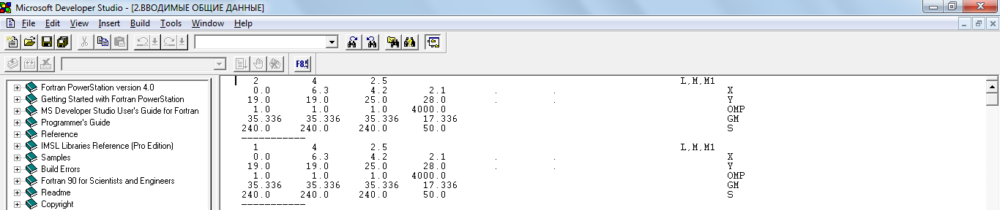 Microsoft Developer Studio - [2.ВВОДИМЫЕ ОБЩИЕ ДАННЫЕ]
File Edit View Insert Build Tools Window Help
F8.5
Fortran PowerStation version 4.0
Getting Started with Fortran PowerStation
MS Developer Studio User's Guide for Fortran
Programmer's Guide
Reference
IMSL Libraries Reference (Pro Edition)
Samples
Build Errors
Fortran 90 for Scientists and Engineers
Readme
Copyright
2 4 2.5 L,M,M1
0.0 6.3 4.2 2.1 . . X
19.0 19.0 25.0 28.0 . . Y
1.0 1.0 1.0 4000.0 OMP
35.336 35.336 35.336 17.336 GM
240.0 240.0 240.0 50.0 S
-----------
1 4 2.5 L,M,M1
0.0 6.3 4.2 2.1 . . X
19.0 19.0 25.0 28.0 . . Y
1.0 1.0 1.0 4000.0 OMP
35.336 35.336 35.336 17.336 GM
240.0 240.0 240.0 50.0 S
-----------